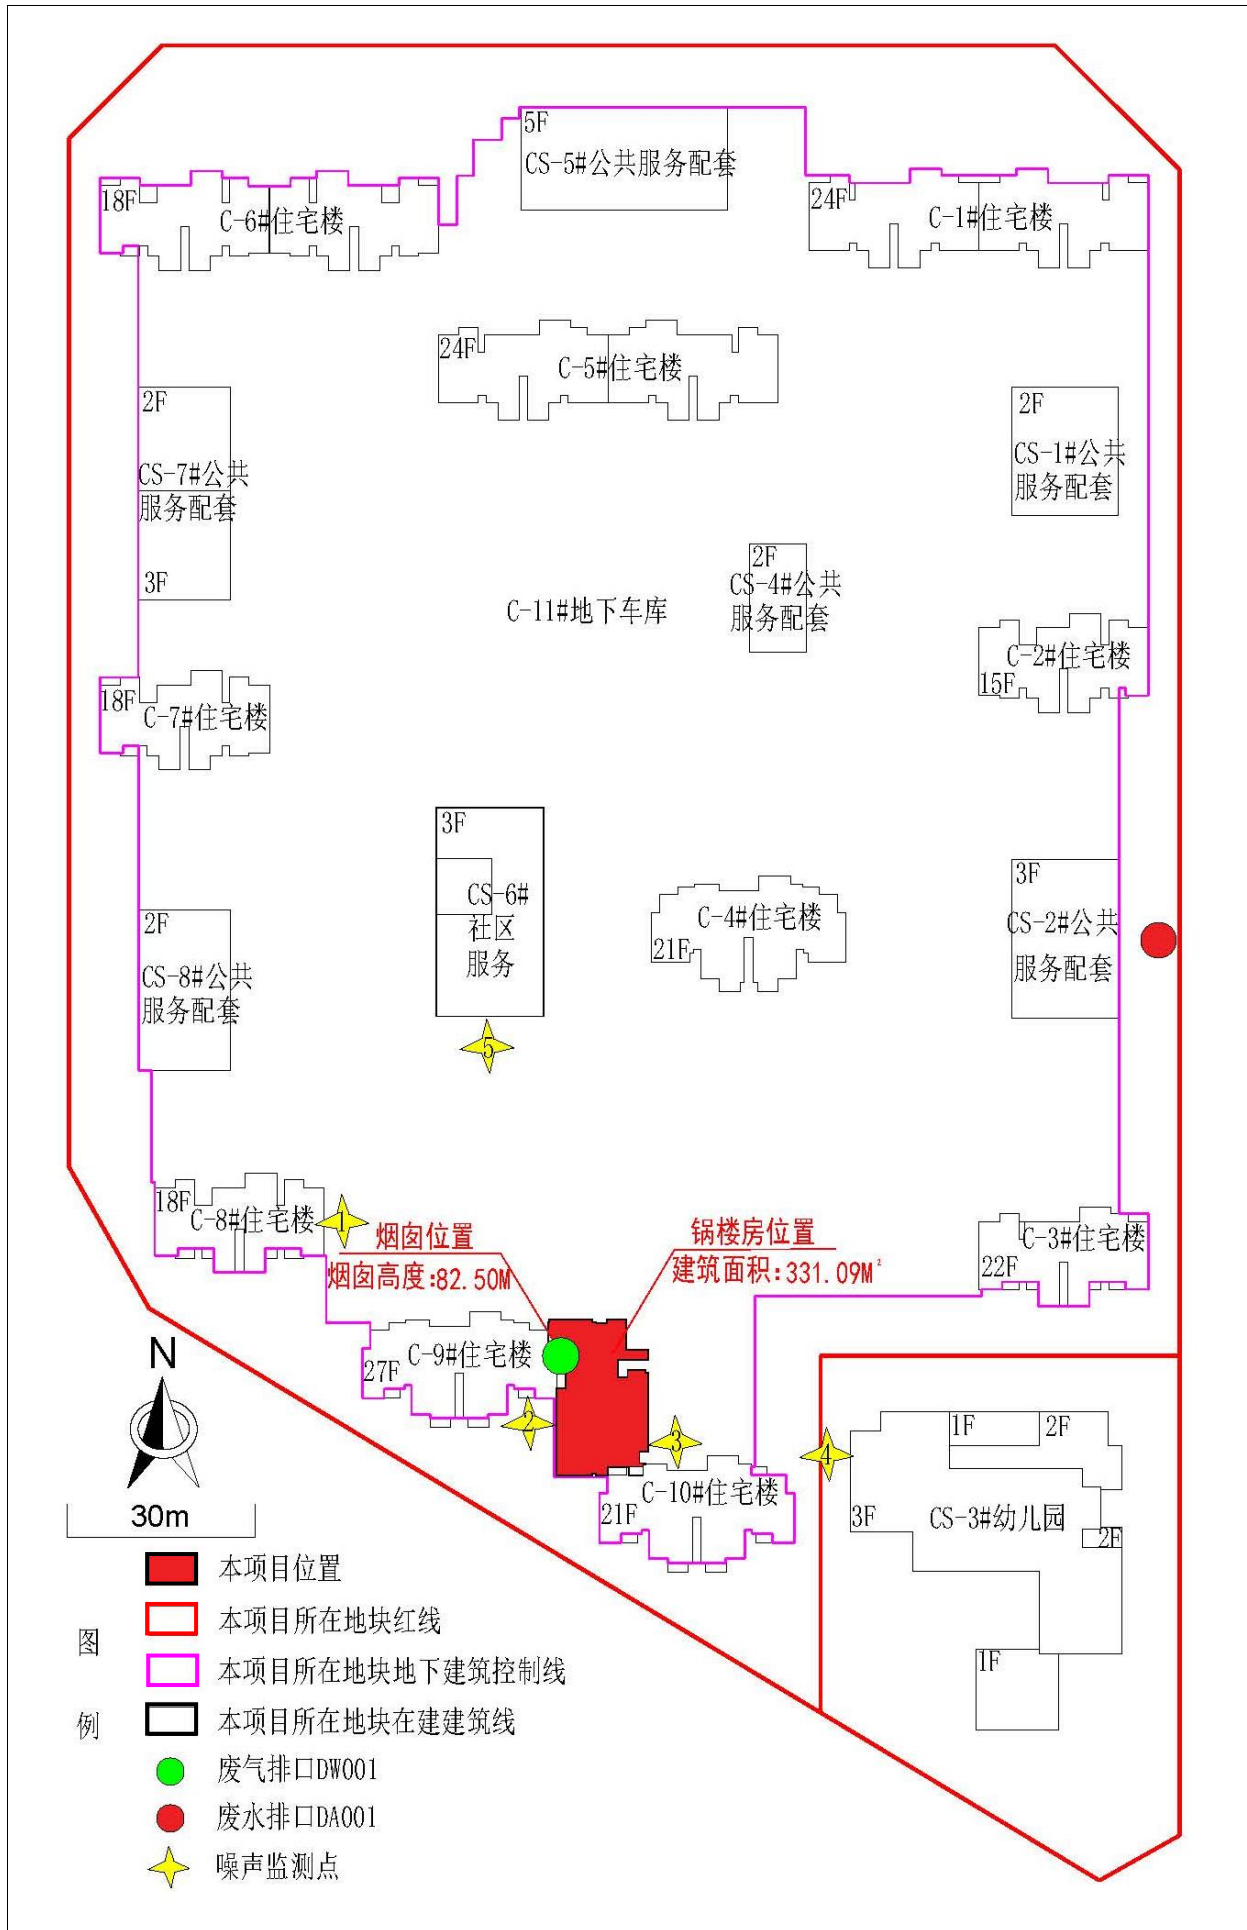 5F
CS-5#公共服务配套
18F
C-6#住宅楼
24F
C-1#住宅楼
24F
C-5#住宅楼
2F
CS-7#公共
服务配套
3F
2F
CS-1#公共
服务配套
2F
CS-4#公共
服务配套
C-11#地下车库
C-2#住宅楼
15F
18F
C-7#住宅楼
3F
CS-6#
社区
服务
C-4#住宅楼
21F
3F
CS-2#公共
服务配套
2F
CS-8#公共
服务配套
5
18F
C-8#住宅楼
1
烟囱位置
烟囱高度:82.50M
锅楼房位置
建筑面积:331.09M²
C-3#住宅楼
22F
C-9#住宅楼
27F
2
3
4
C-10#住宅楼
21F
1F
2F
3F
CS-3#幼儿园
2F
1F
N
30m
图
例
本项目位置
本项目所在地块红线
本项目所在地块地下建筑控制线
本项目所在地块在建建筑线
废气排口DW001
废水排口DA001
噪声监测点